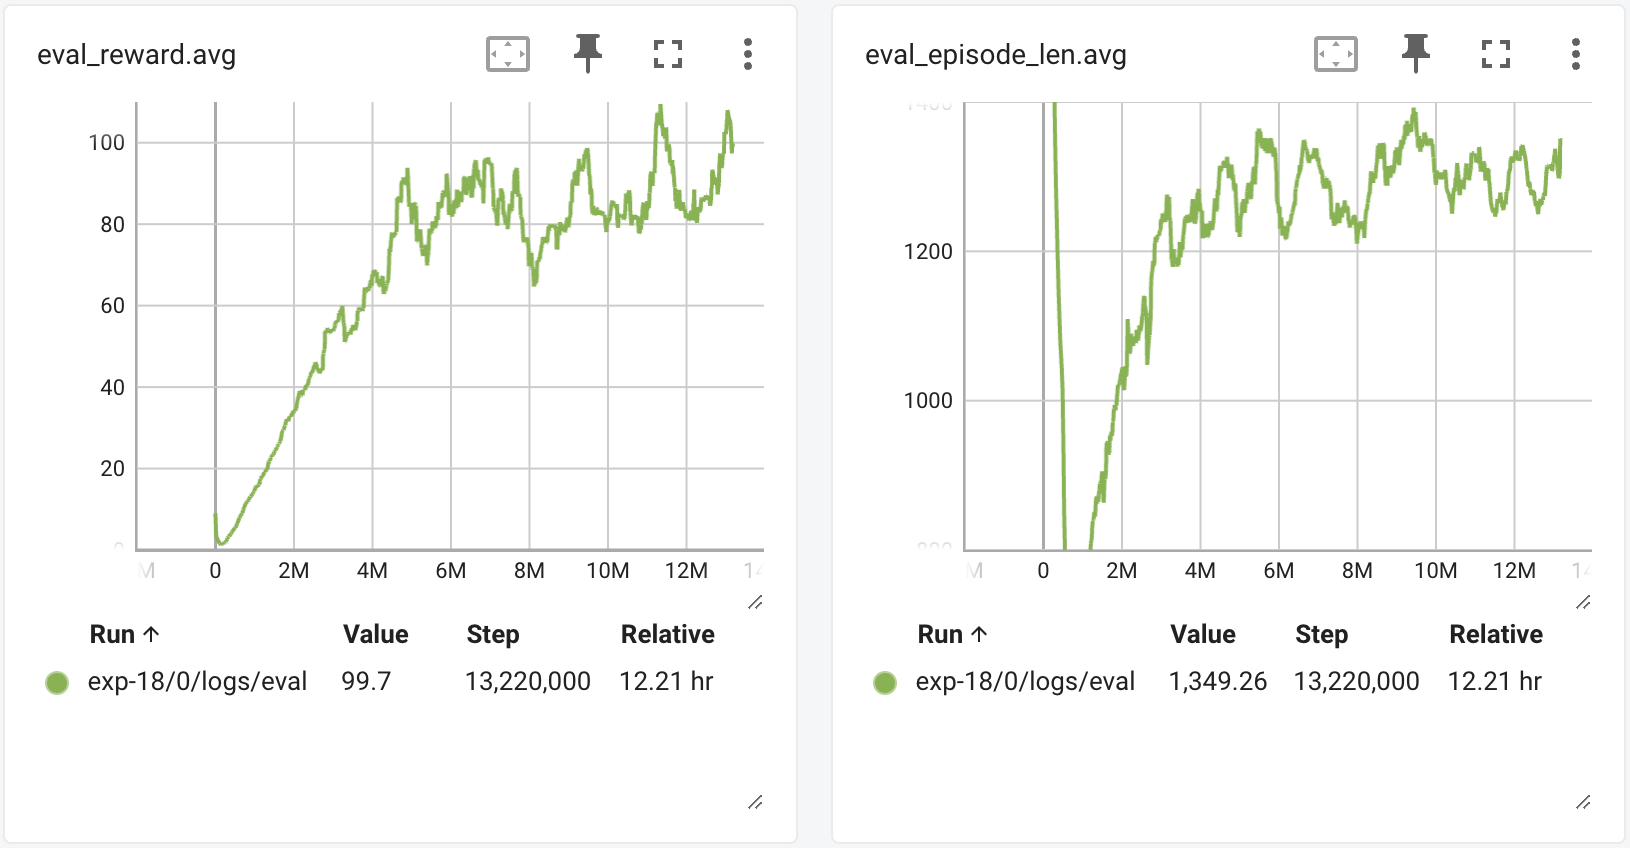 eval_reward.avg
100
80
60
40
20
0
M 0 2M 4M 6M 8M 10M 12M 14
Run ↑ Value Step Relative
exp-18/0/logs/eval 99.7 13,220,000 12.21 hr
eval_episode_len.avg
1400
1200
1000
800
M 0 2M 4M 6M 8M 10M 12M 14
Run ↑ Value Step Relative
exp-18/0/logs/eval 1,349.26 13,220,000 12.21 hr